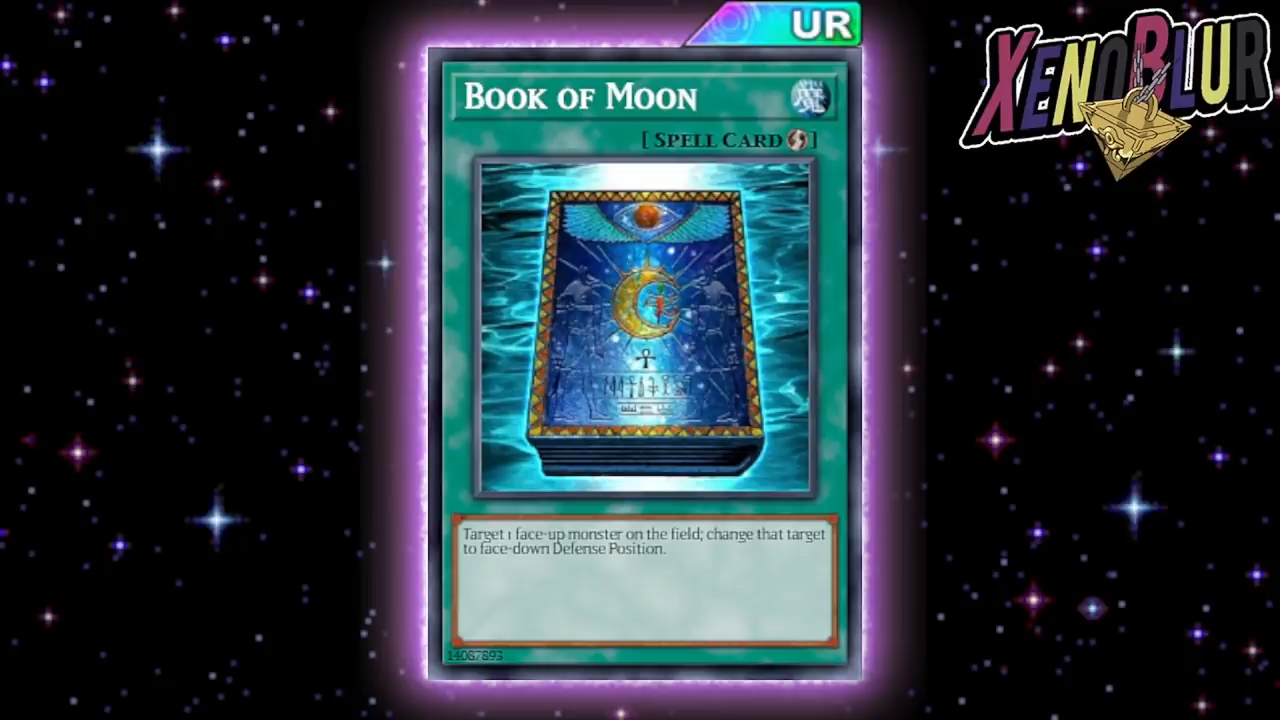 UR
XENOBLUR
BOOK OF MOON
[ SPELL CARD ]
Target 1 face-up monster on the field; change that target
to face-down Defense Position.
14087893